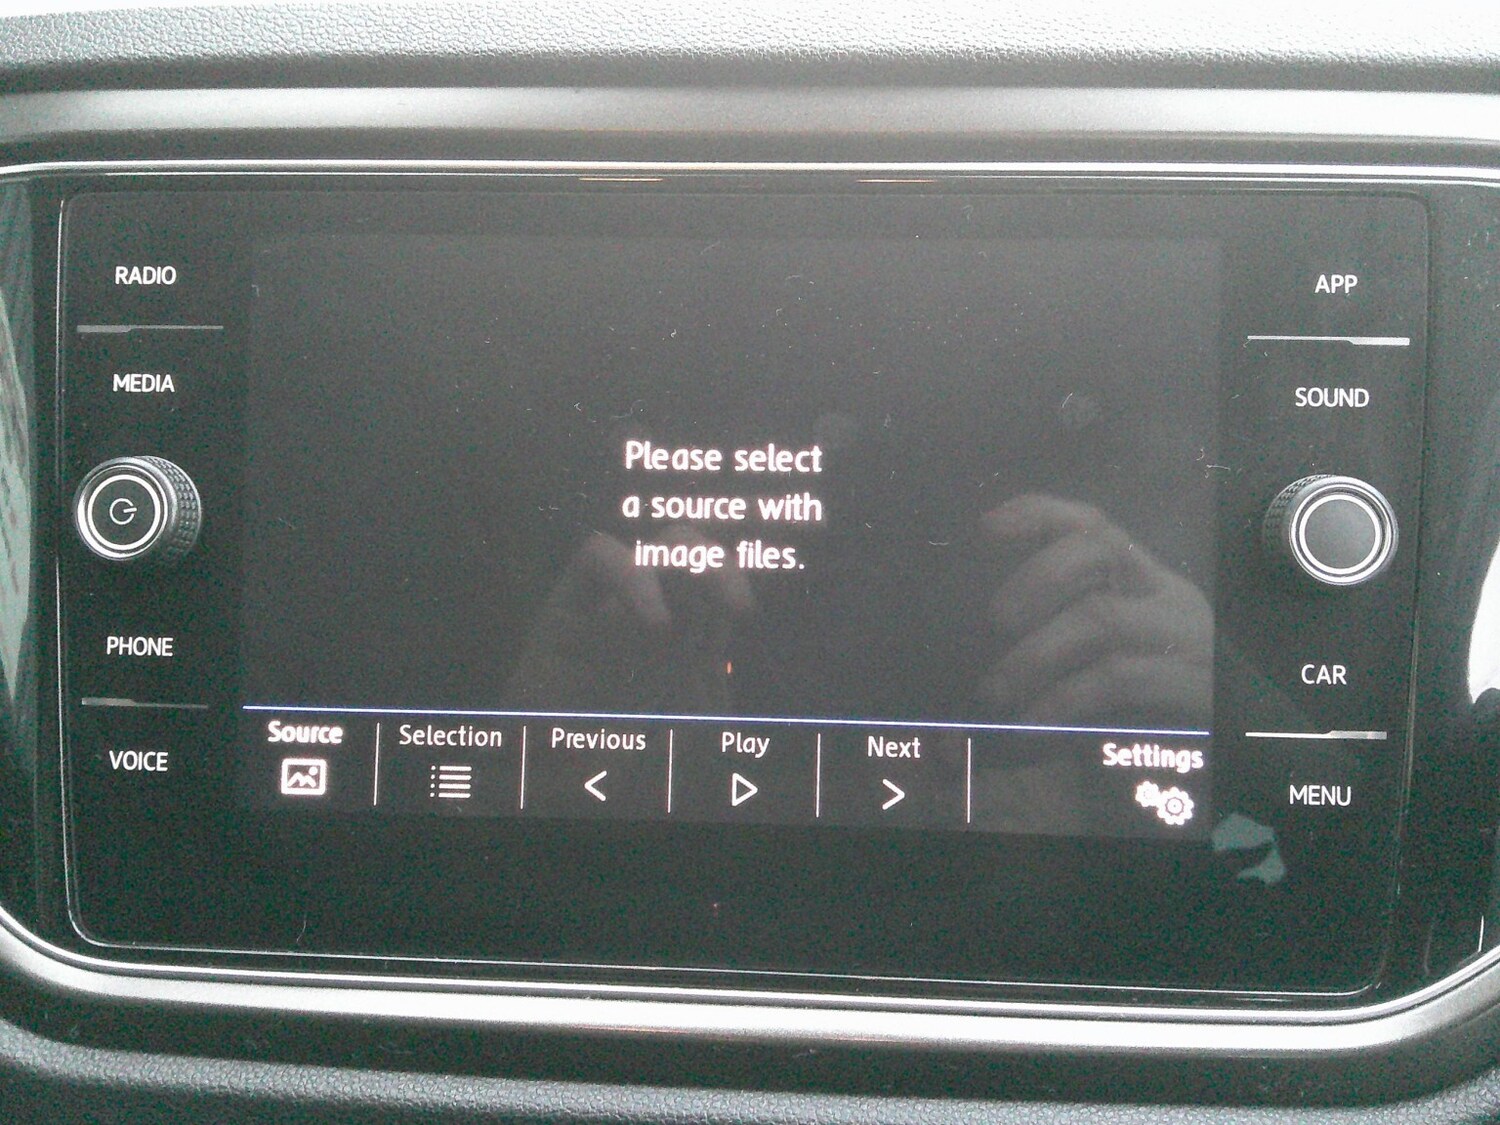 RADIO
MEDIA
PHONE
VOICE
Please select
a source with
image files.
Source
Selection
Previous
Play
Next
Settings
APP
SOUND
CAR
MENU